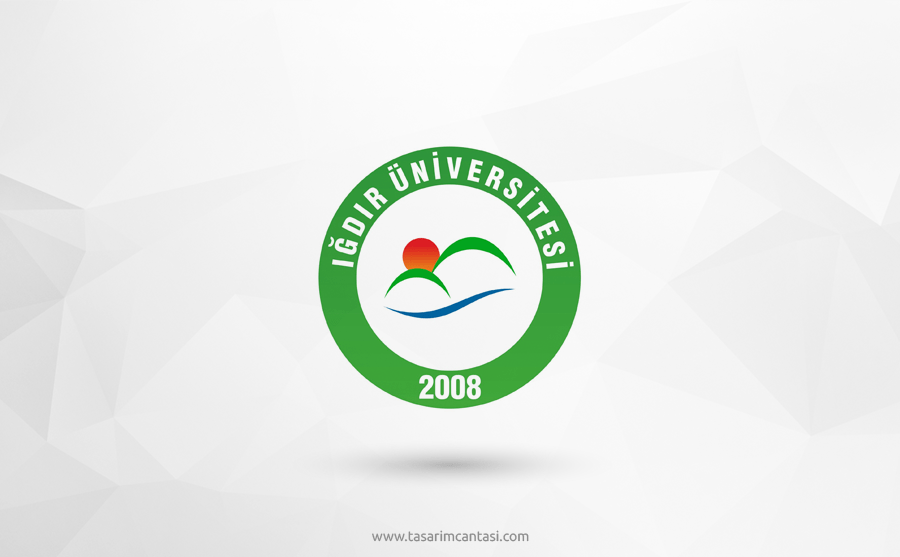 IĞDIR ÜNİVERSİTESİ
2008
www.tasarimcantasi.com